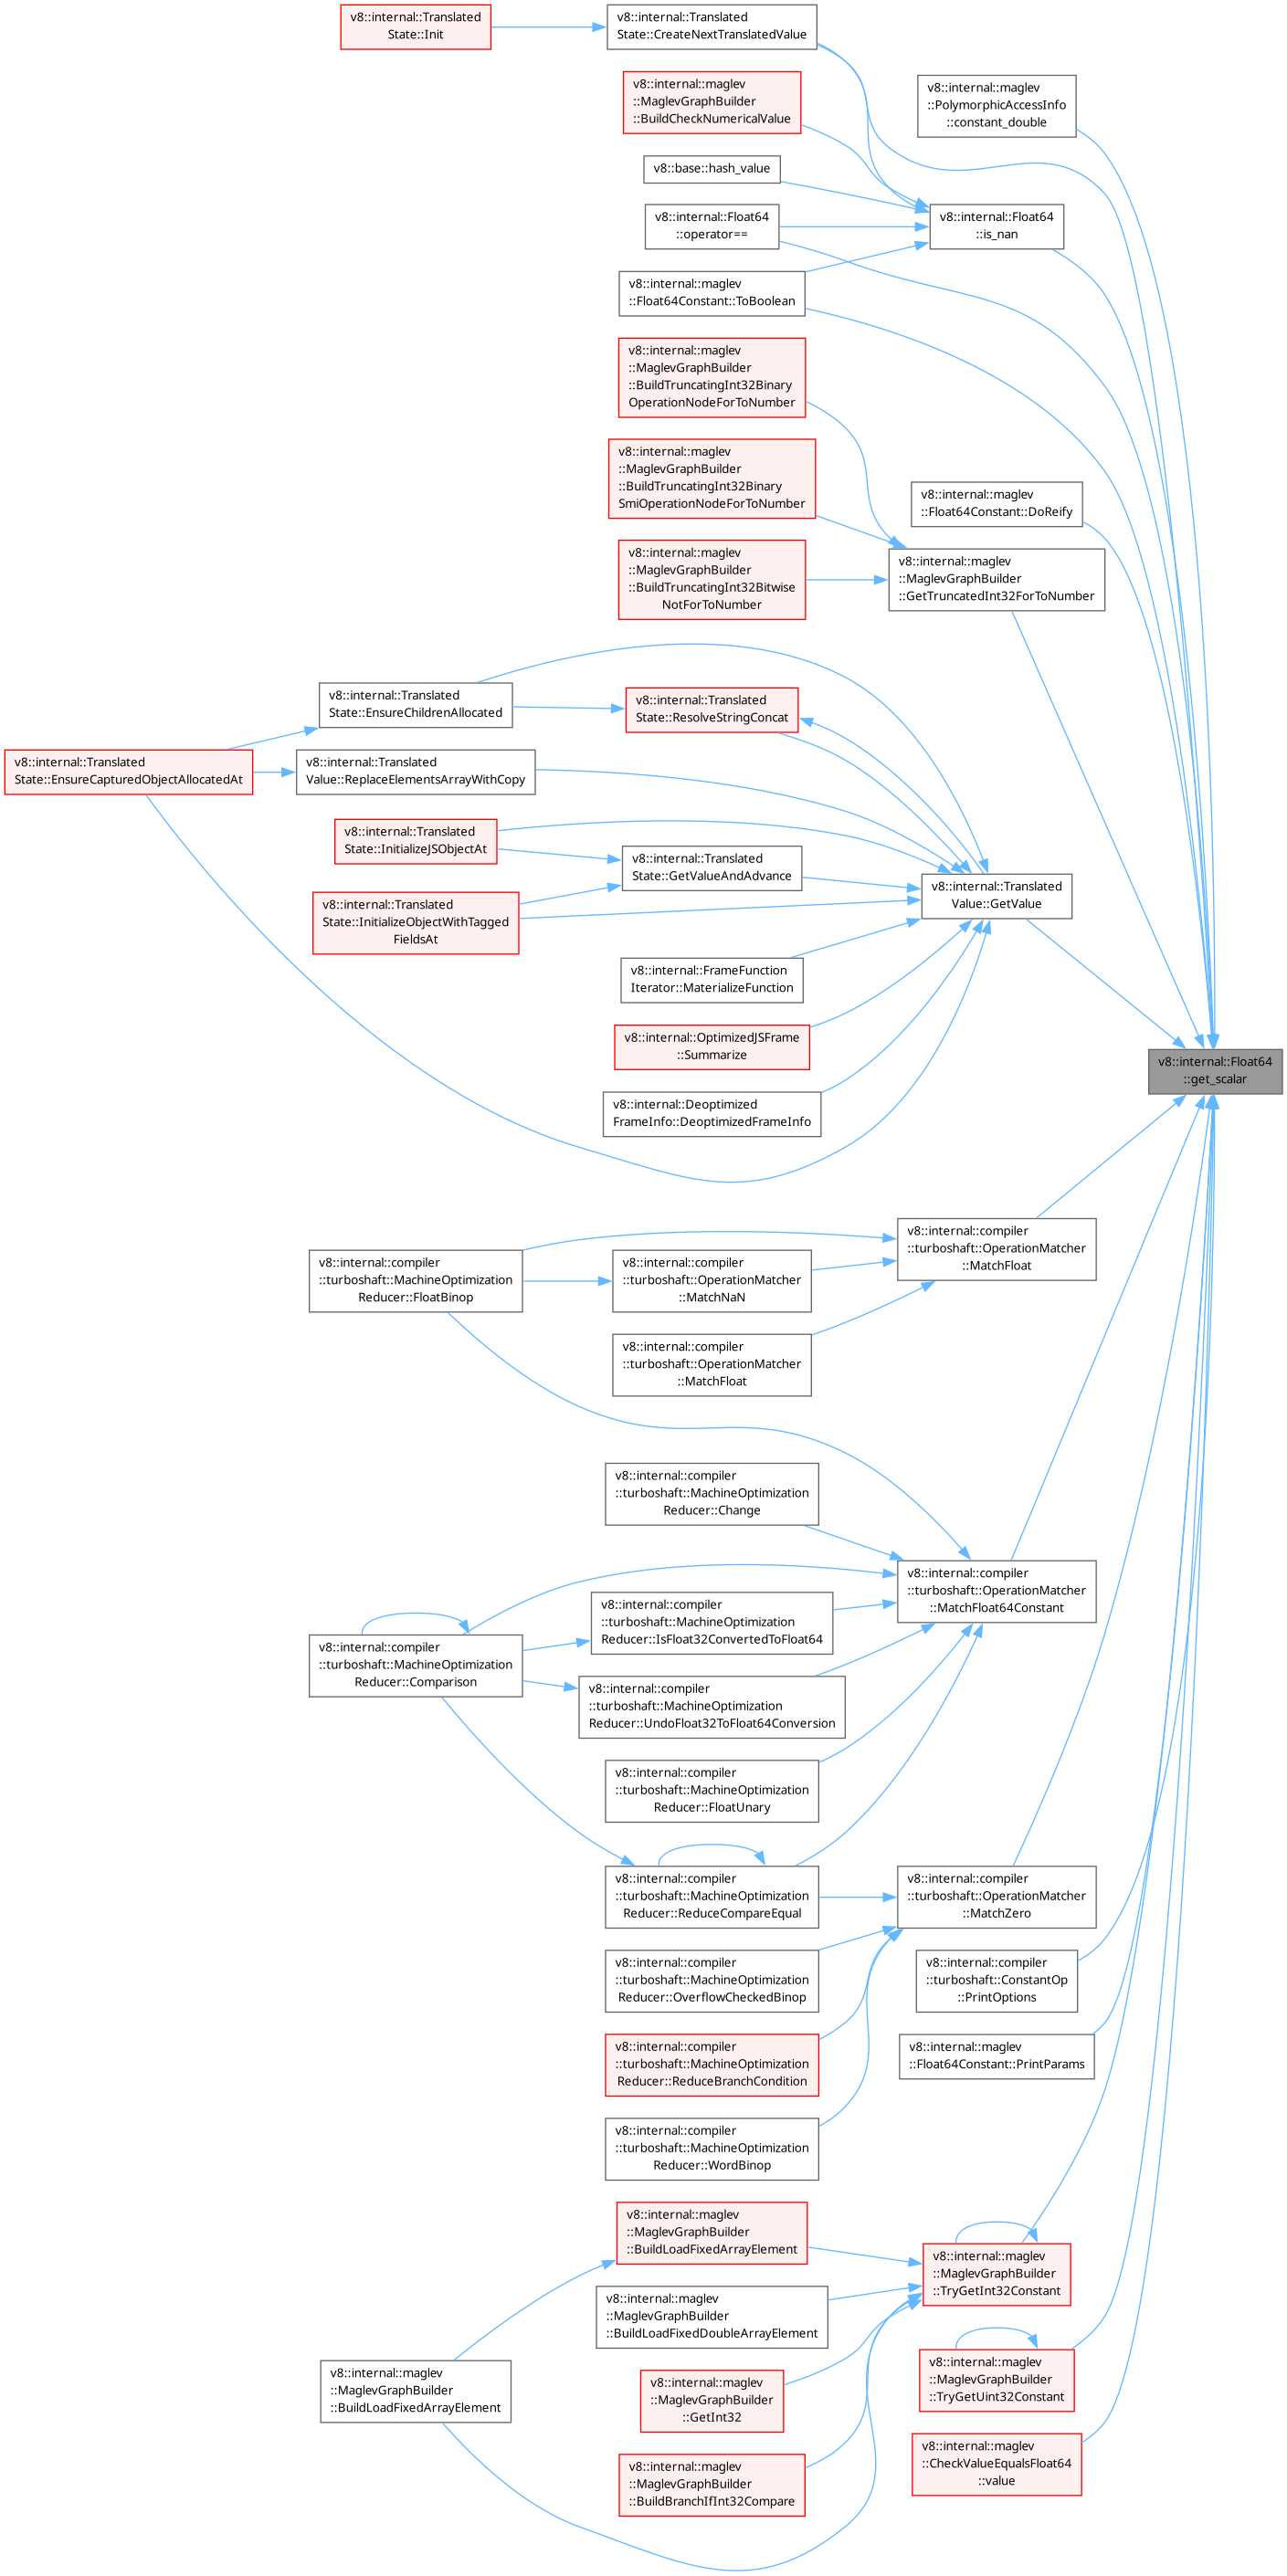 v8::internal::Translated
State::Init
v8::internal::Translated
State::CreateNextTranslatedValue
v8::internal::maglev
::MaglevGraphBuilder
::BuildCheckNumericalValue
v8::internal::maglev
::PolymorphicAccessInfo
::constant_double
v8::base::hash_value
v8::internal::Float64
::operator==
v8::internal::Float64
::is_nan
v8::internal::maglev
::Float64Constant::ToBoolean
v8::internal::maglev
::MaglevGraphBuilder
::BuildTruncatingInt32Binary
OperationNodeForToNumber
v8::internal::maglev
::MaglevGraphBuilder
::BuildTruncatingInt32Binary
SmiOperationNodeForToNumber
v8::internal::maglev
::Float64Constant::DoReify
v8::internal::maglev
::MaglevGraphBuilder
::BuildTruncatingInt32Bitwise
NotForToNumber
v8::internal::maglev
::MaglevGraphBuilder
::GetTruncatedInt32ForToNumber
v8::internal::Translated
State::EnsureChildrenAllocated
v8::internal::Translated
State::ResolveStringConcat
v8::internal::Translated
State::EnsureCapturedObjectAllocatedAt
v8::internal::Translated
Value::ReplaceElementsArrayWithCopy
v8::internal::Translated
State::InitializeJSObjectAt
v8::internal::Translated
State::GetValueAndAdvance
v8::internal::Translated
Value::GetValue
v8::internal::Translated
State::InitializeObjectWithTagged
FieldsAt
v8::internal::FrameFunction
Iterator::MaterializeFunction
v8::internal::OptimizedJSFrame
::Summarize
v8::internal::Float64
::get_scalar
v8::internal::Deoptimized
FrameInfo::DeoptimizedFrameInfo
v8::internal::compiler
::turboshaft::OperationMatcher
::MatchFloat
v8::internal::compiler
::turboshaft::MachineOptimization
Reducer::FloatBinop
v8::internal::compiler
::turboshaft::OperationMatcher
::MatchNaN
v8::internal::compiler
::turboshaft::OperationMatcher
::MatchFloat
v8::internal::compiler
::turboshaft::MachineOptimization
Reducer::Change
v8::internal::compiler
::turboshaft::OperationMatcher
::MatchFloat64Constant
v8::internal::compiler
::turboshaft::MachineOptimization
Reducer::IsFloat32ConvertedToFloat64
v8::internal::compiler
::turboshaft::MachineOptimization
Reducer::Comparison
v8::internal::compiler
::turboshaft::MachineOptimization
Reducer::UndoFloat32ToFloat64Conversion
v8::internal::compiler
::turboshaft::MachineOptimization
Reducer::FloatUnary
v8::internal::compiler
::turboshaft::MachineOptimization
Reducer::ReduceCompareEqual
v8::internal::compiler
::turboshaft::OperationMatcher
::MatchZero
v8::internal::compiler
::turboshaft::MachineOptimization
Reducer::OverflowCheckedBinop
v8::internal::compiler
::turboshaft::ConstantOp
::PrintOptions
v8::internal::compiler
::turboshaft::MachineOptimization
Reducer::ReduceBranchCondition
v8::internal::maglev
::Float64Constant::PrintParams
v8::internal::compiler
::turboshaft::MachineOptimization
Reducer::WordBinop
v8::internal::maglev
::MaglevGraphBuilder
::BuildLoadFixedArrayElement
v8::internal::maglev
::MaglevGraphBuilder
::TryGetInt32Constant
v8::internal::maglev
::MaglevGraphBuilder
::BuildLoadFixedDoubleArrayElement
v8::internal::maglev
::MaglevGraphBuilder
::BuildLoadFixedArrayElement
v8::internal::maglev
::MaglevGraphBuilder
::GetInt32
v8::internal::maglev
::MaglevGraphBuilder
::TryGetUint32Constant
v8::internal::maglev
::MaglevGraphBuilder
::BuildBranchIfInt32Compare
v8::internal::maglev
::CheckValueEqualsFloat64
::value